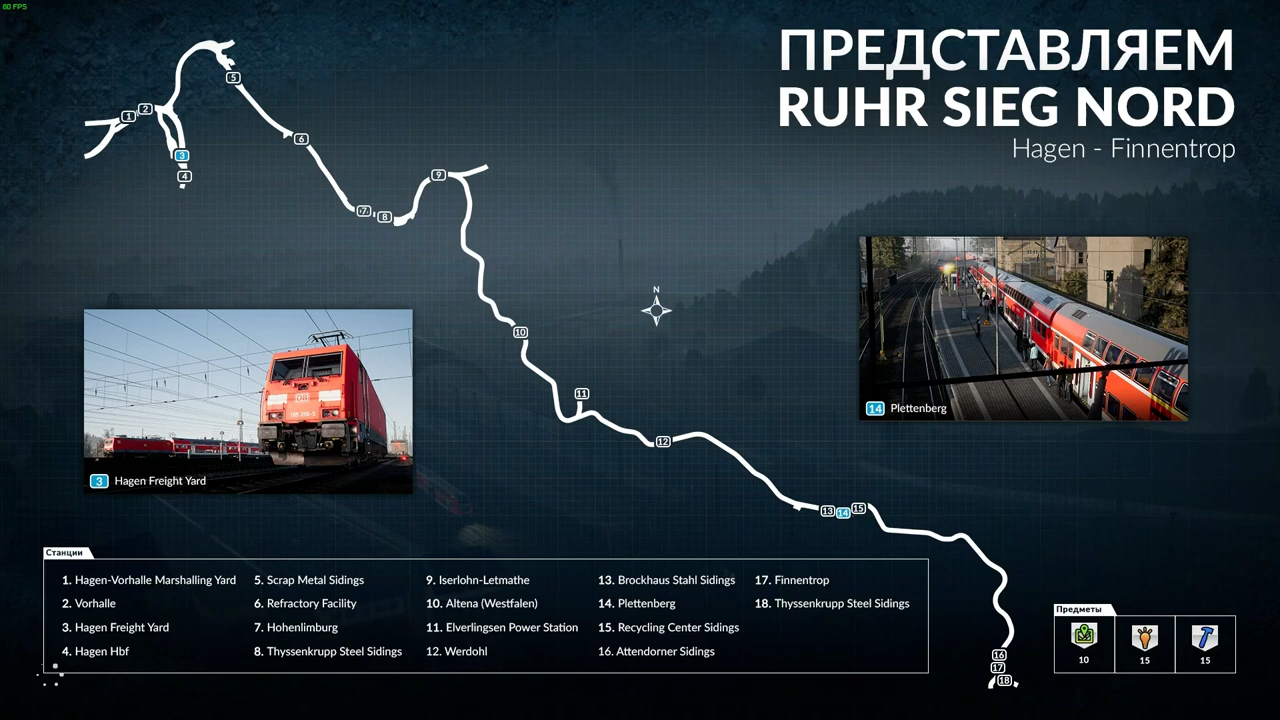 80 FPS
ПРЕДСТАВЛЯЕМ
RUHR SIEG NORD
Hagen - Finnentrop
1
2
3
4
5
6
7
8
9
N
10
11
12
13
14
15
16
17
18
DB
3 Hagen Freight Yard
14 Plettenberg
Станции
1. Hagen-Vorhalle Marshalling Yard
2. Vorhalle
3. Hagen Freight Yard
4. Hagen Hbf
5. Scrap Metal Sidings
6. Refractory Facility
7. Hohenlimburg
8. Thyssenkrupp Steel Sidings
9. Iserlohn-Letmathe
10. Altena (Westfalen)
11. Elverlingsen Power Station
12. Werdohl
13. Brockhaus Stahl Sidings
14. Plettenberg
15. Recycling Center Sidings
16. Attendorner Sidings
17. Finnentrop
18. Thyssenkrupp Steel Sidings
Предметы
10
15
15